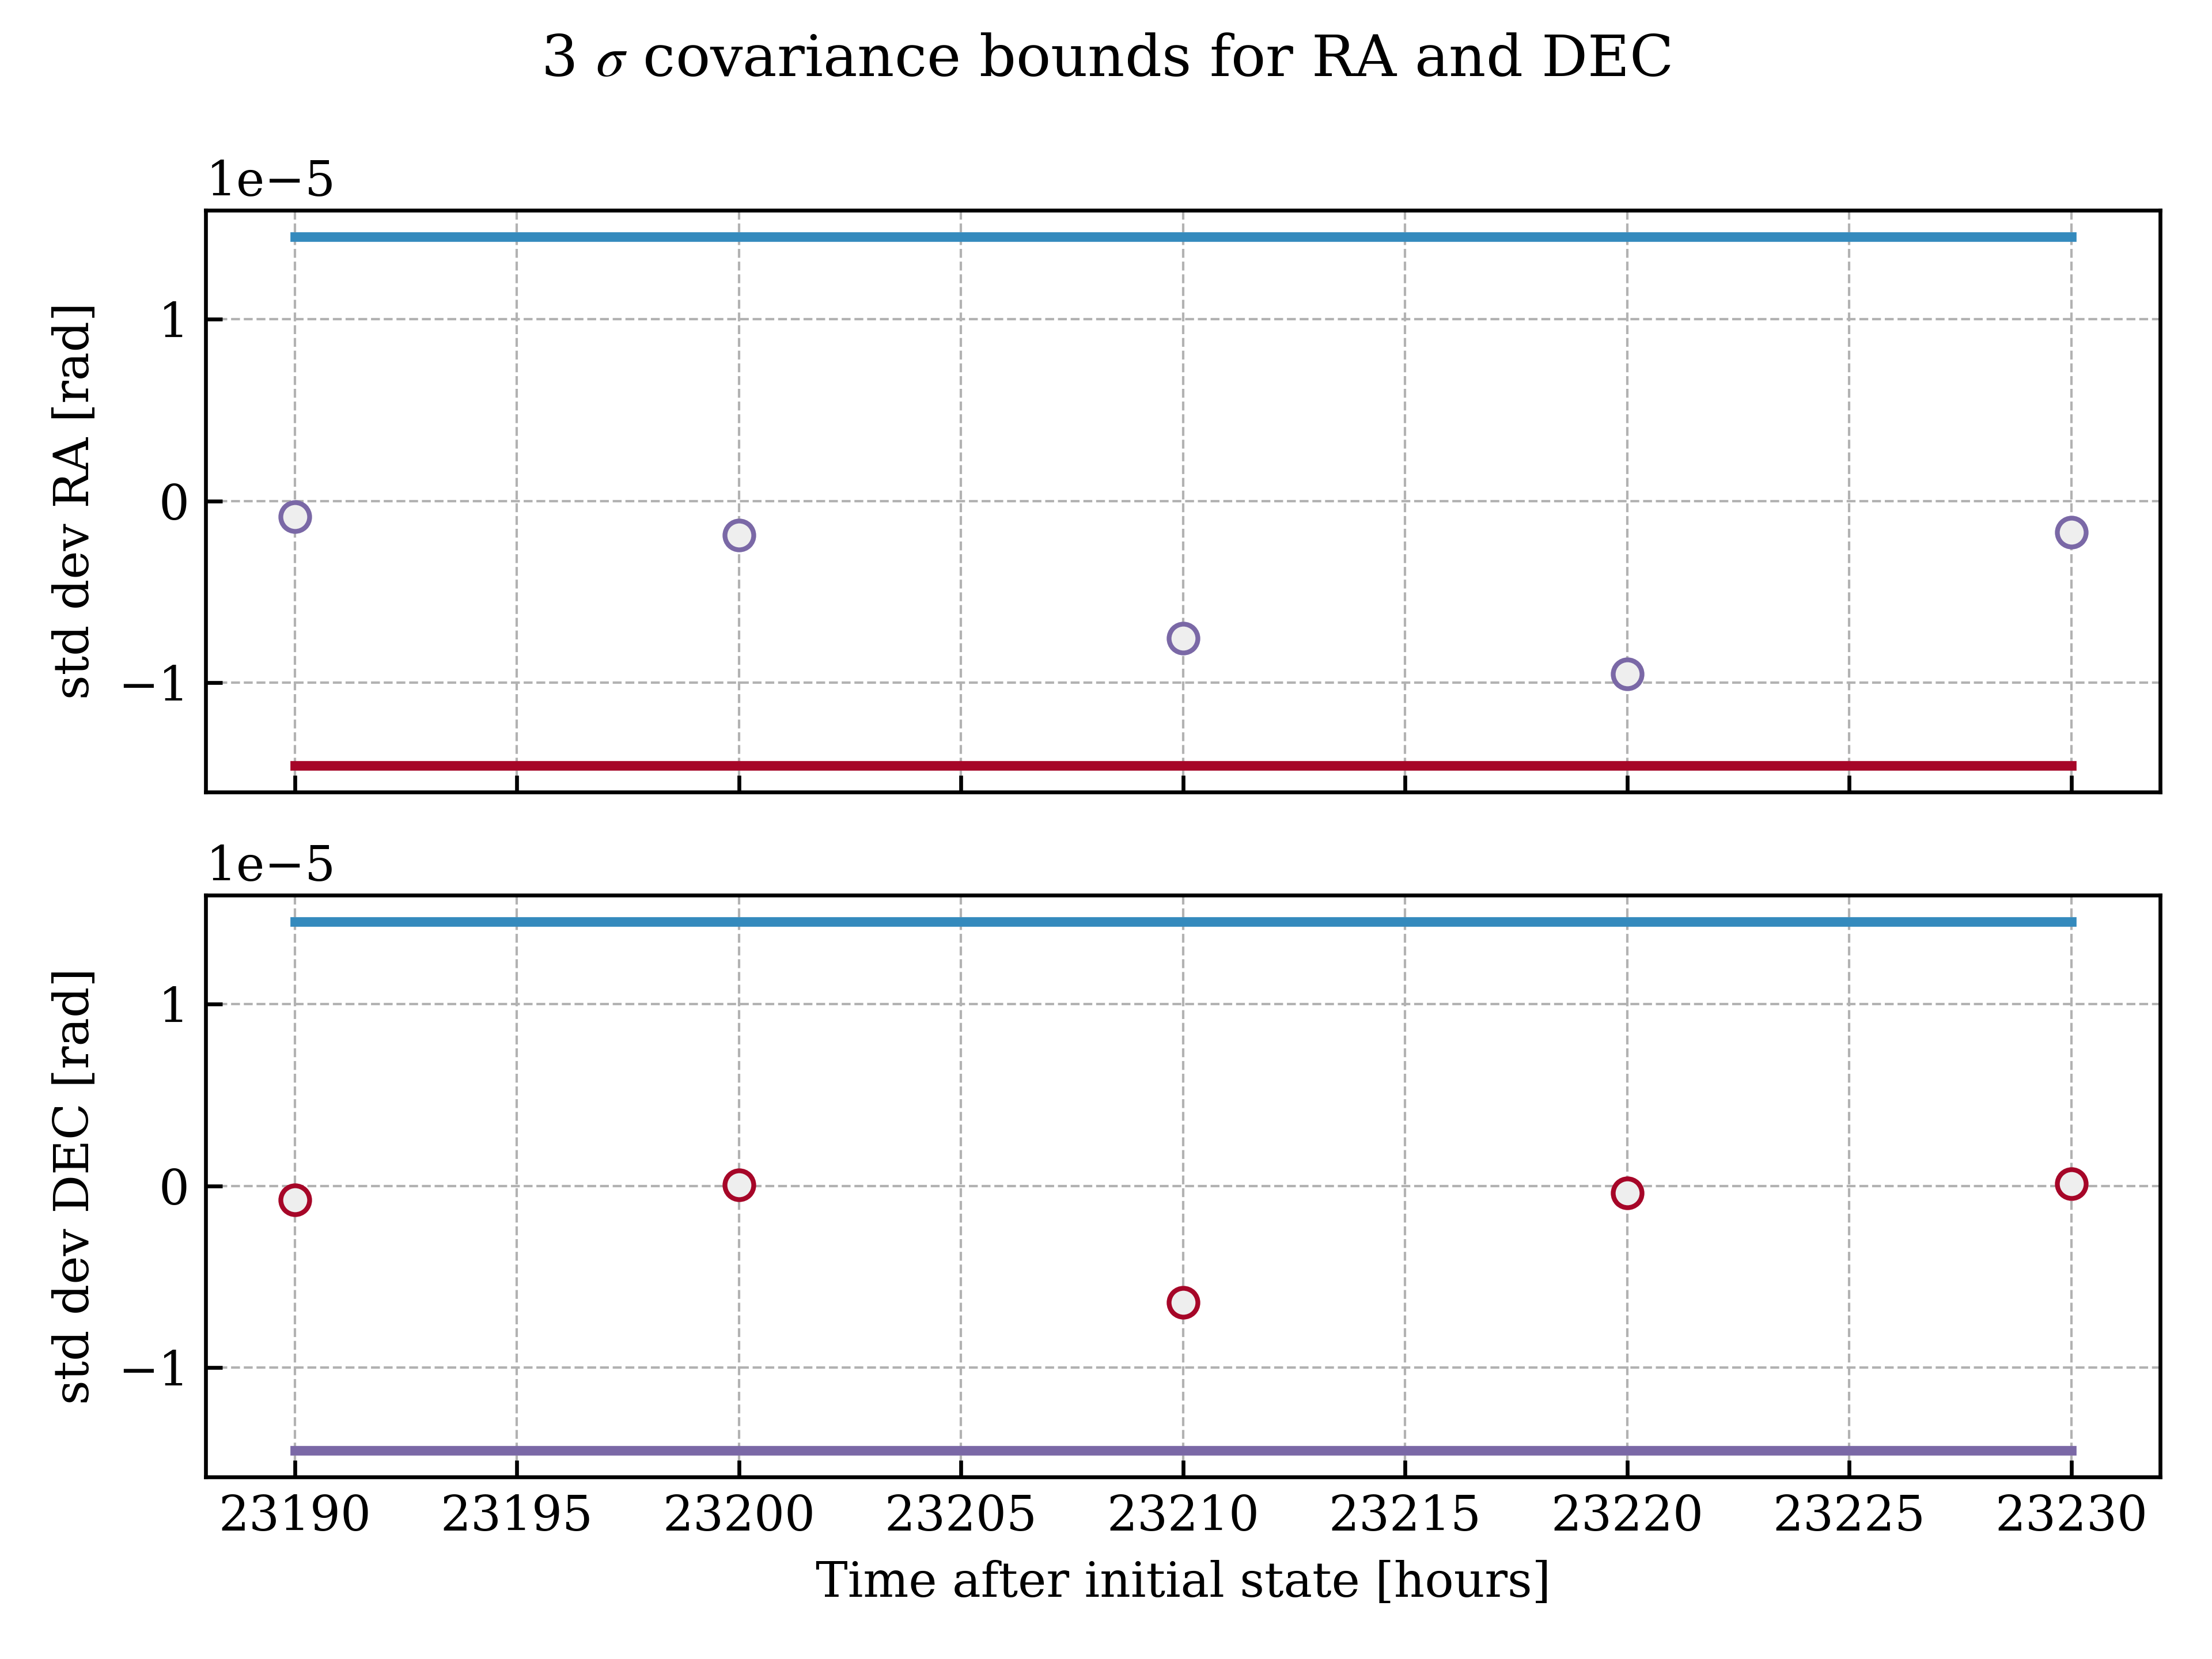 3 σ covariance bounds for RA and DEC
1e−5
std dev RA [rad]
1
0
−1
1e−5
std dev DEC [rad]
1
0
−1
23190 23195 23200 23205 23210 23215 23220 23225 23230
Time after initial state [hours]